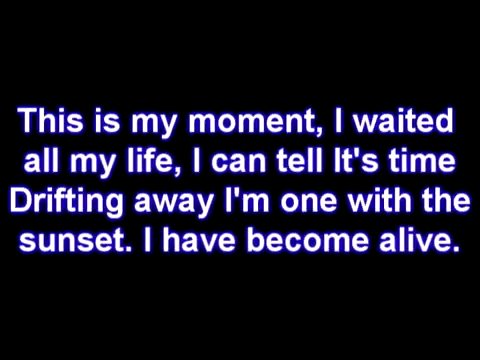 This is my moment, I waited
all my life, I can tell It's time
Drifting away I'm one with the
sunset. I have become alive.